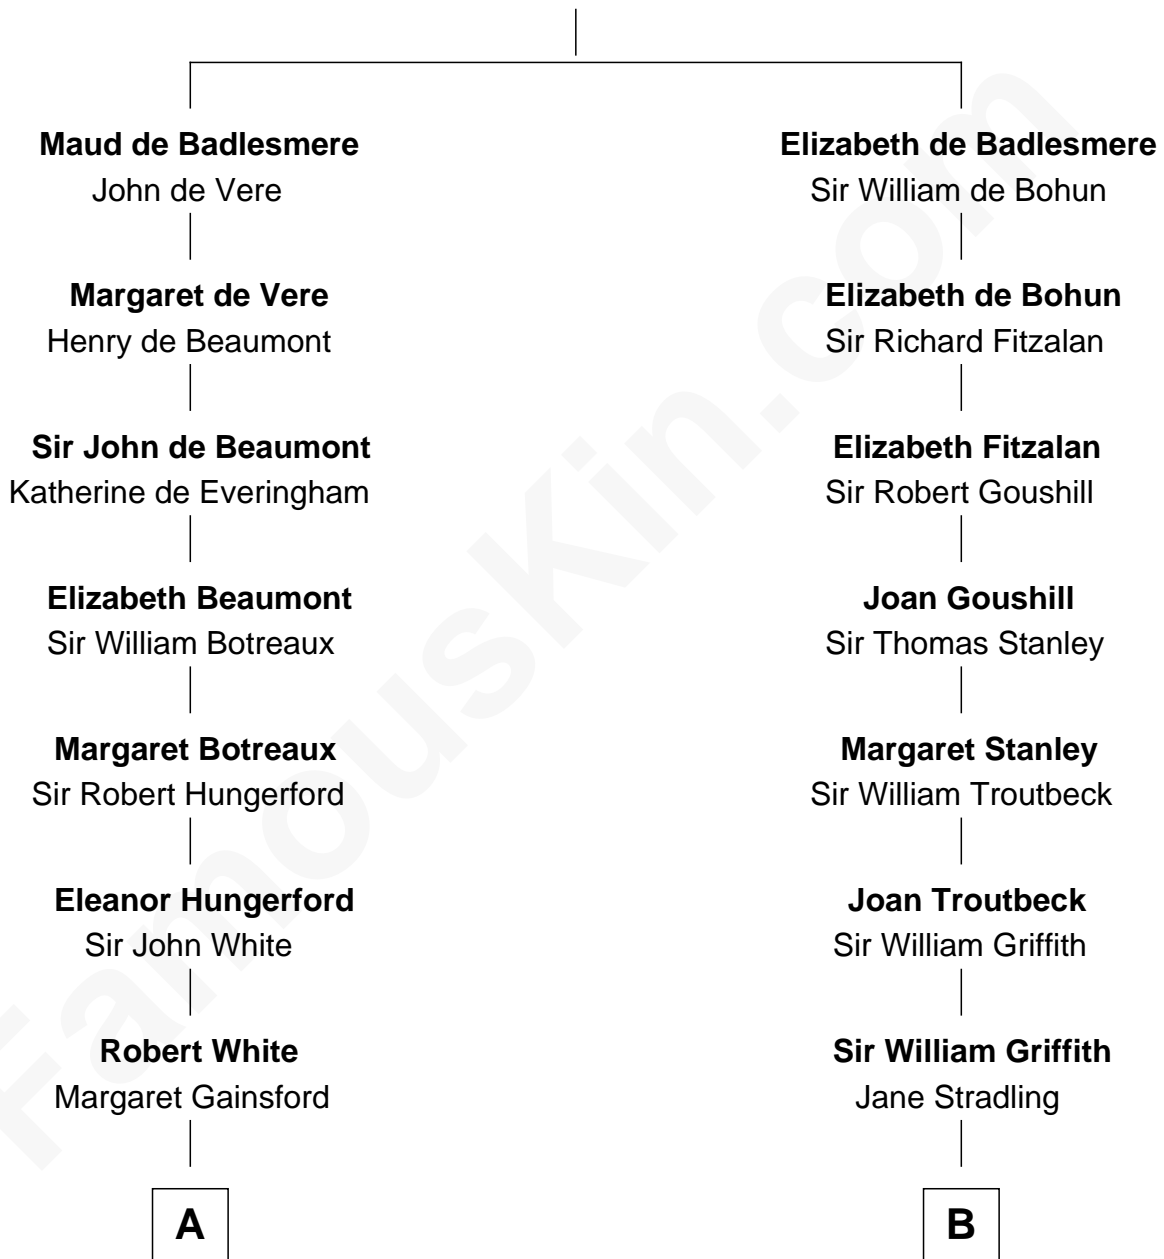 Maud de Badlesmere
John de Vere
Margaret de Vere
Henry de Beaumont
Sir John de Beaumont
Katherine de Everingham
Elizabeth Beaumont
Sir William Botreaux
Margaret Botreaux
Sir Robert Hungerford
Eleanor Hungerford
Sir John White
Robert White
Margaret Gainsford
A
Elizabeth de Badlesmere
Sir William de Bohun
Elizabeth de Bohun
Sir Richard Fitzalan
Elizabeth Fitzalan
Sir Robert Goushill
Joan Goushill
Sir Thomas Stanley
Margaret Stanley
Sir William Troutbeck
Joan Troutbeck
Sir William Griffith
Sir William Griffith
Jane Stradling
B
FamousKin.com